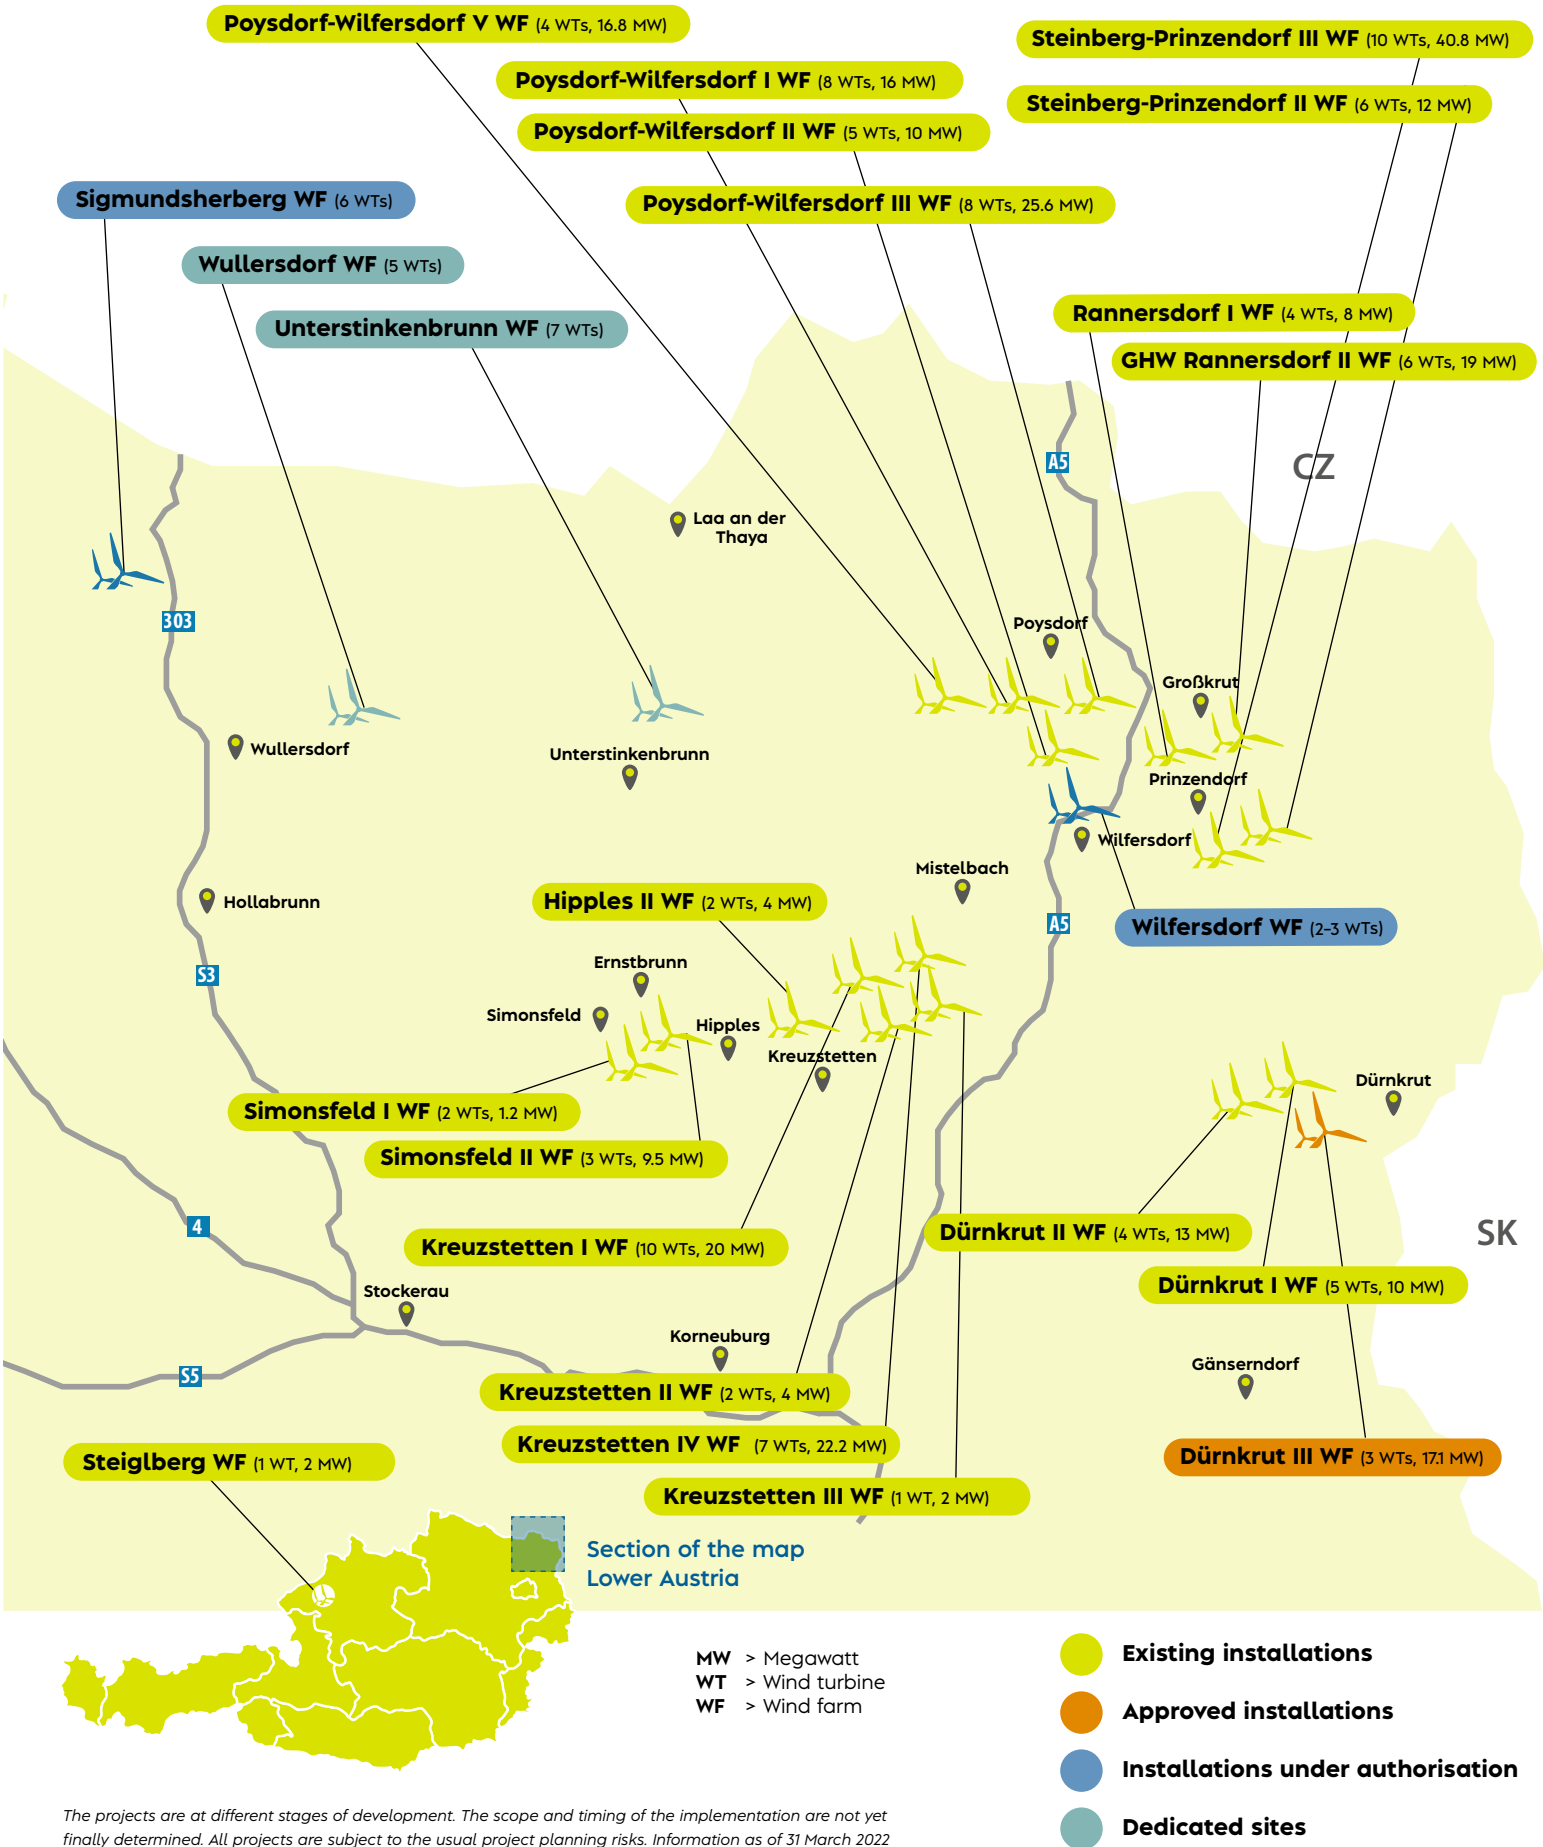 Poysdorf-Wilfersdorf V WF (4 WTs, 16.8 MW)
Steinberg-Prinzendorf III WF (10 WTs, 40.8 MW)
Poysdorf-Wilfersdorf I WF (8 WTs, 16 MW)
Steinberg-Prinzendorf II WF (6 WTs, 12 MW)
Poysdorf-Wilfersdorf II WF (5 WTs, 10 MW)
Sigmundsherberg WF (6 WTs)
Poysdorf-Wilfersdorf III WF (8 WTs, 25.6 MW)
Wullersdorf WF (5 WTs)
Rannersdorf I WF (4 WTs, 8 MW)
Unterstinkenbrunn WF (7 WTs)
GHW Rannersdorf II WF (6 WTs, 19 MW)
A5
CZ
Laa an der
Thaya
303
Poysdorf
Großkrut
Wullersdorf
Unterstinkenbrunn
Prinzendorf
Wilfersdorf
Mistelbach
Hollabrunn
Hipples II WF (2 WTs, 4 MW)
A5
Wilfersdorf WF (2–3 WTs)
Ernstbrunn
S3
Simonsfeld
Hipples
Kreuzstetten
Dürnkrut
Simonsfeld I WF (2 WTs, 1.2 MW)
Simonsfeld II WF (3 WTs, 9.5 MW)
4
Dürnkrut II WF (4 WTs, 13 MW)
SK
Kreuzstetten I WF (10 WTs, 20 MW)
Dürnkrut I WF (5 WTs, 10 MW)
Stockerau
Korneuburg
Gänserndorf
S5
Kreuzstetten II WF (2 WTs, 4 MW)
Kreuzstetten IV WF (7 WTs, 22.2 MW)
Dürnkrut III WF (3 WTs, 17.1 MW)
Steiglberg WF (1 WT, 2 MW)
Kreuzstetten III WF (1 WT, 2 MW)
Section of the map
Lower Austria
MW > Megawatt
WT > Wind turbine
WF > Wind farm
Existing installations
Approved installations
Installations under authorisation
Dedicated sites
The projects are at different stages of development. The scope and timing of the implementation are not yet
finally determined. All projects are subject to the usual project planning risks. Information as of 31 March 2022